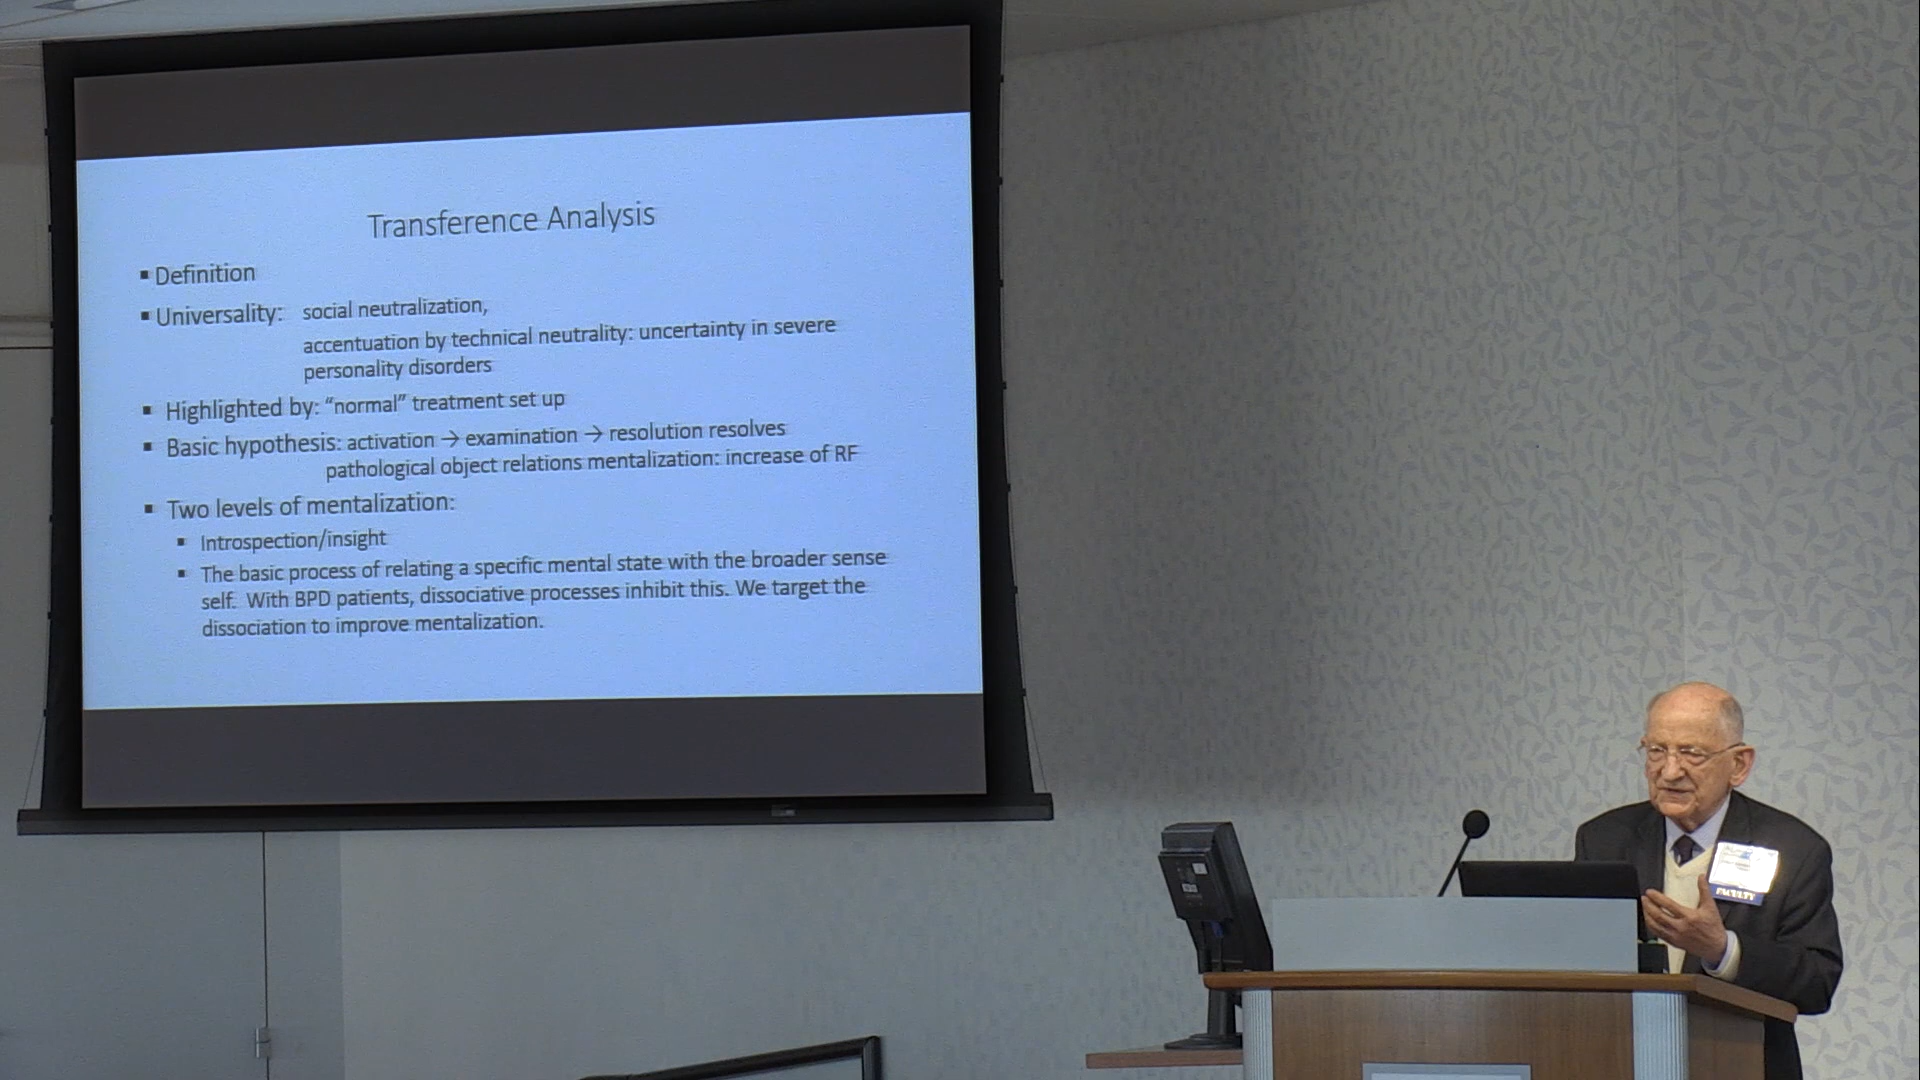 Transference Analysis
▪ Definition
▪ Universality: social neutralization,
accentuation by technical neutrality: uncertainty in severe
personality disorders
▪ Highlighted by: “normal” treatment set up
▪ Basic hypothesis: activation → examination → resolution resolves
pathological object relations mentalization: increase of RF
▪ Two levels of mentalization:
▪ Introspection/insight
▪ The basic process of relating a specific mental state with the broader sense
self. With BPD patients, dissociative processes inhibit this. We target the
dissociation to improve mentalization.
FACULTY